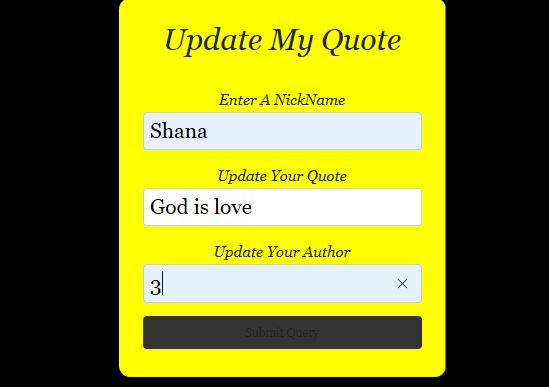 Update My Quote
Enter A NickName
Shana
Update Your Quote
God is love
Update Your Author
3
Submit Query